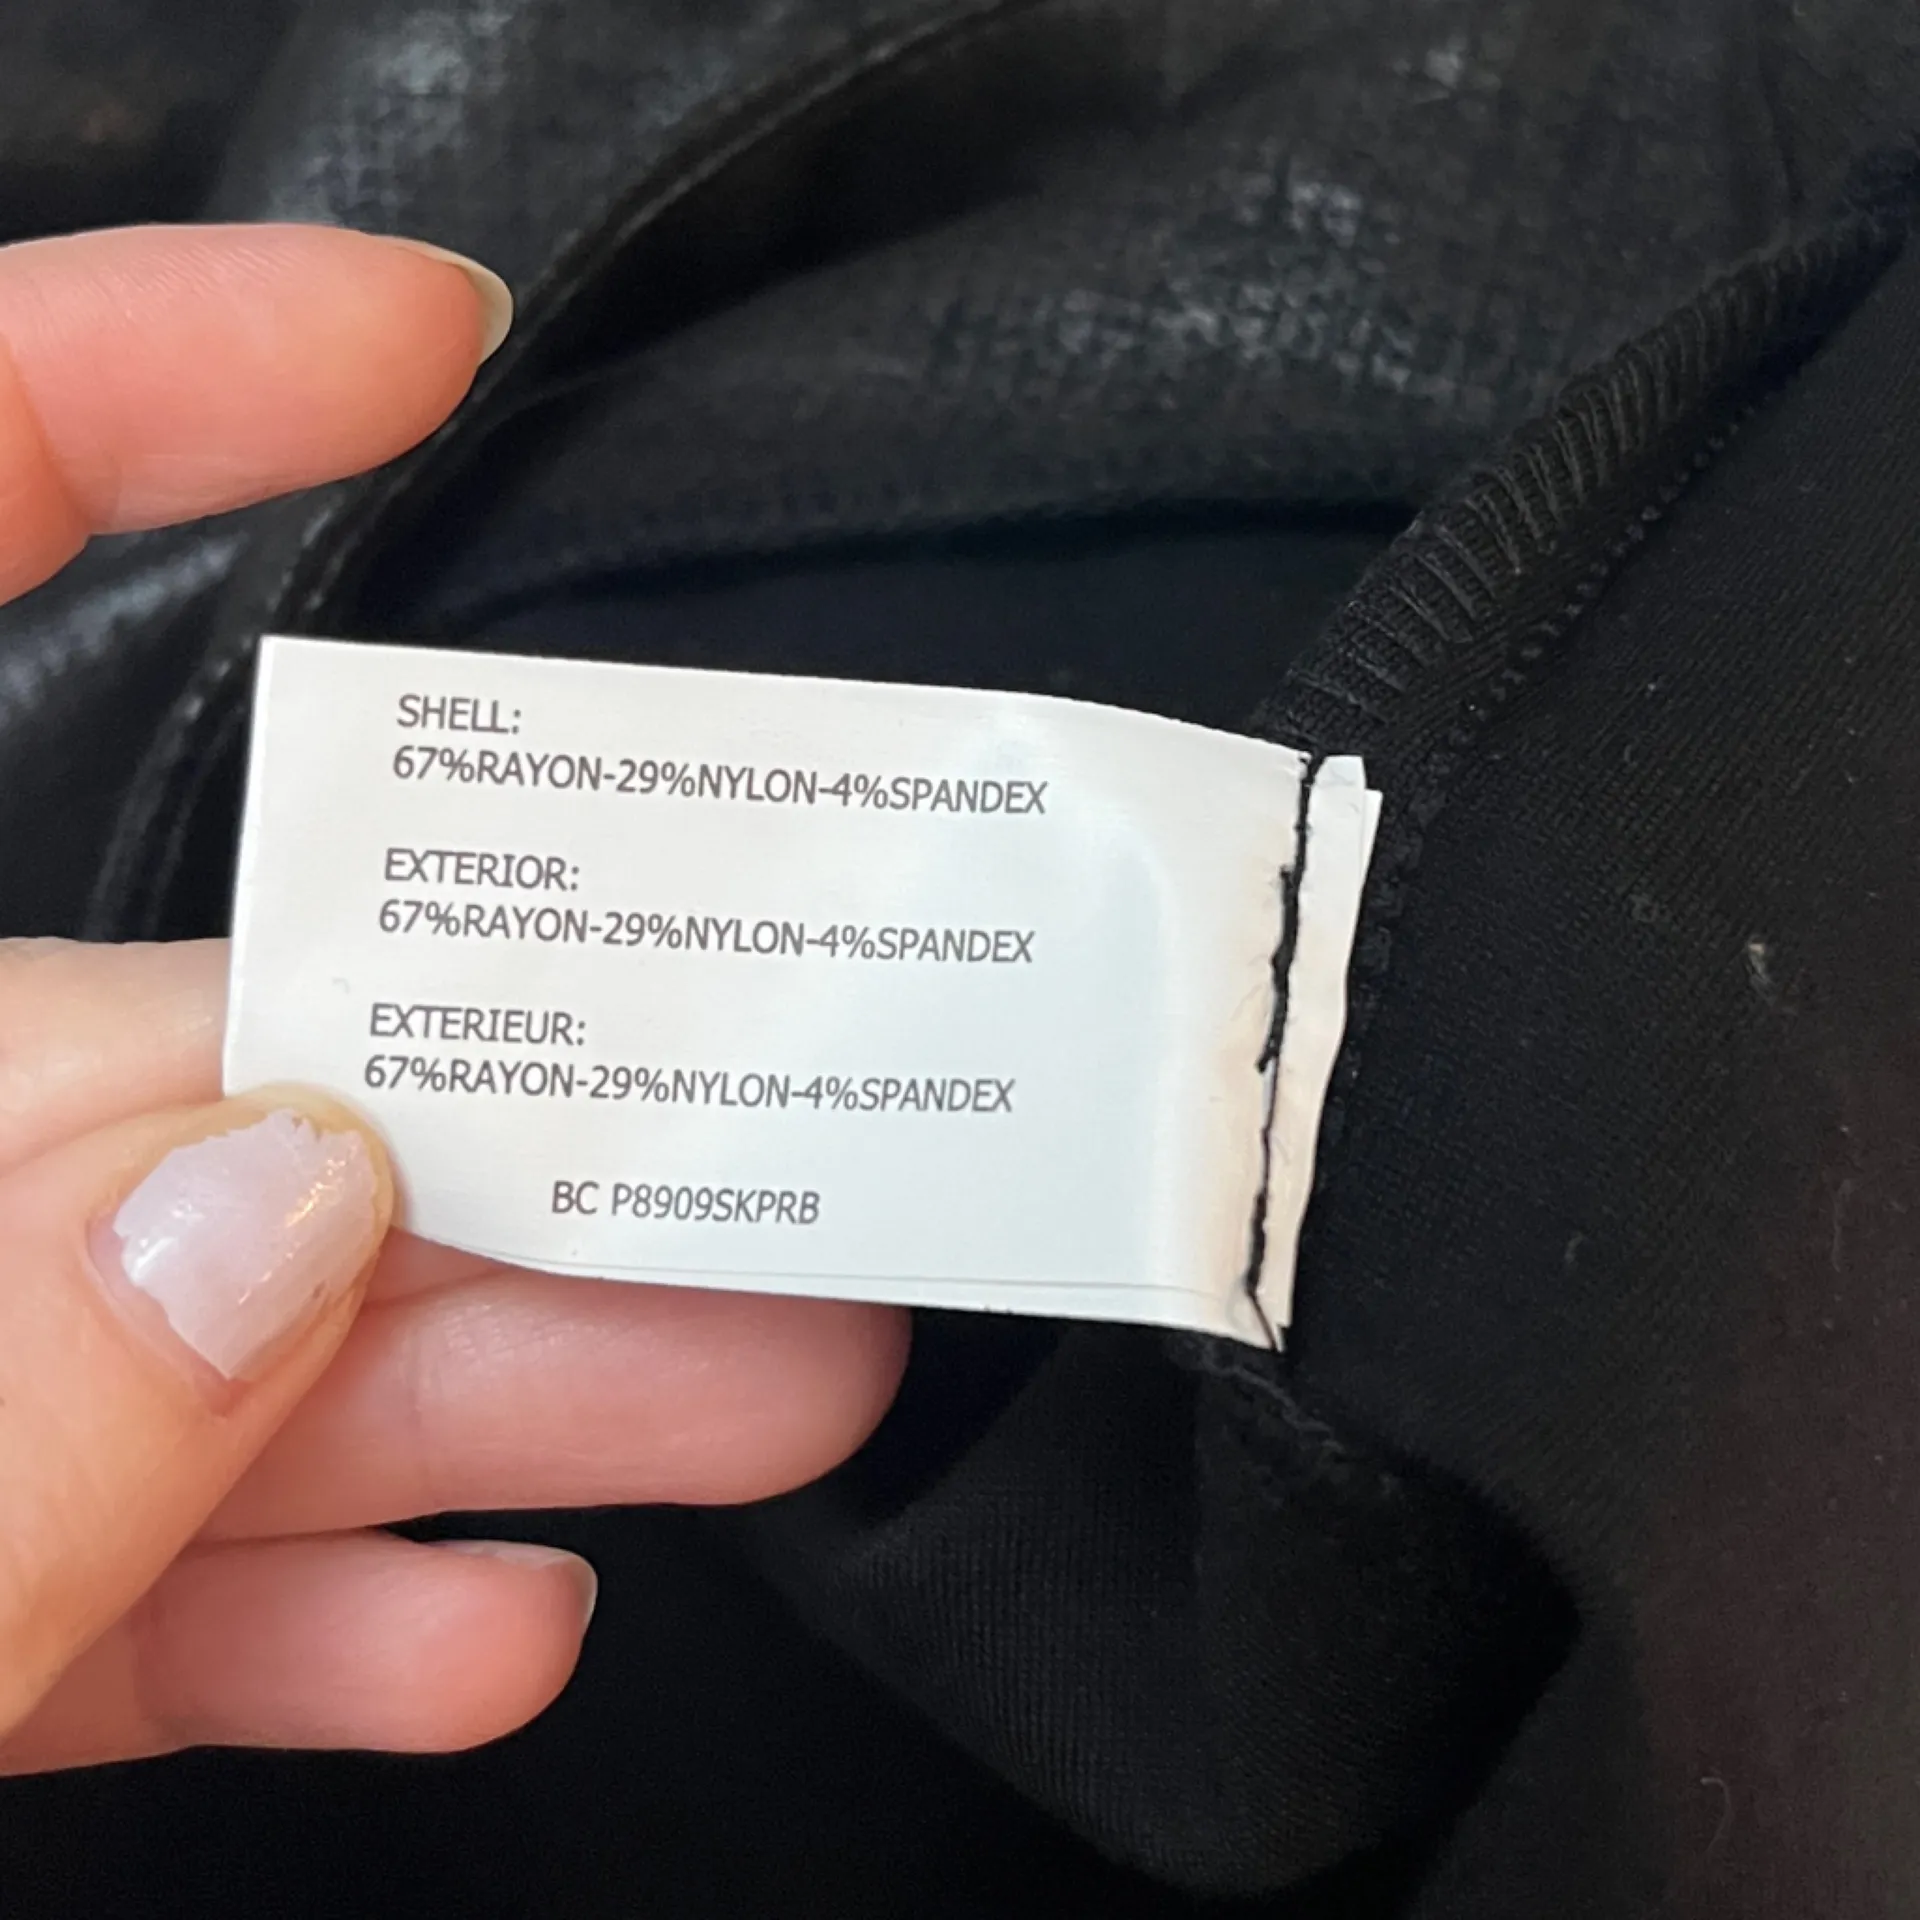 SHELL:
67%RAYON-29%NYLON-4%SPANDEX
EXTERIOR:
67%RAYON-29%NYLON-4%SPANDEX
EXTERIEUR:
67%RAYON-29%NYLON-4%SPANDEX
BC P8909SKPRB